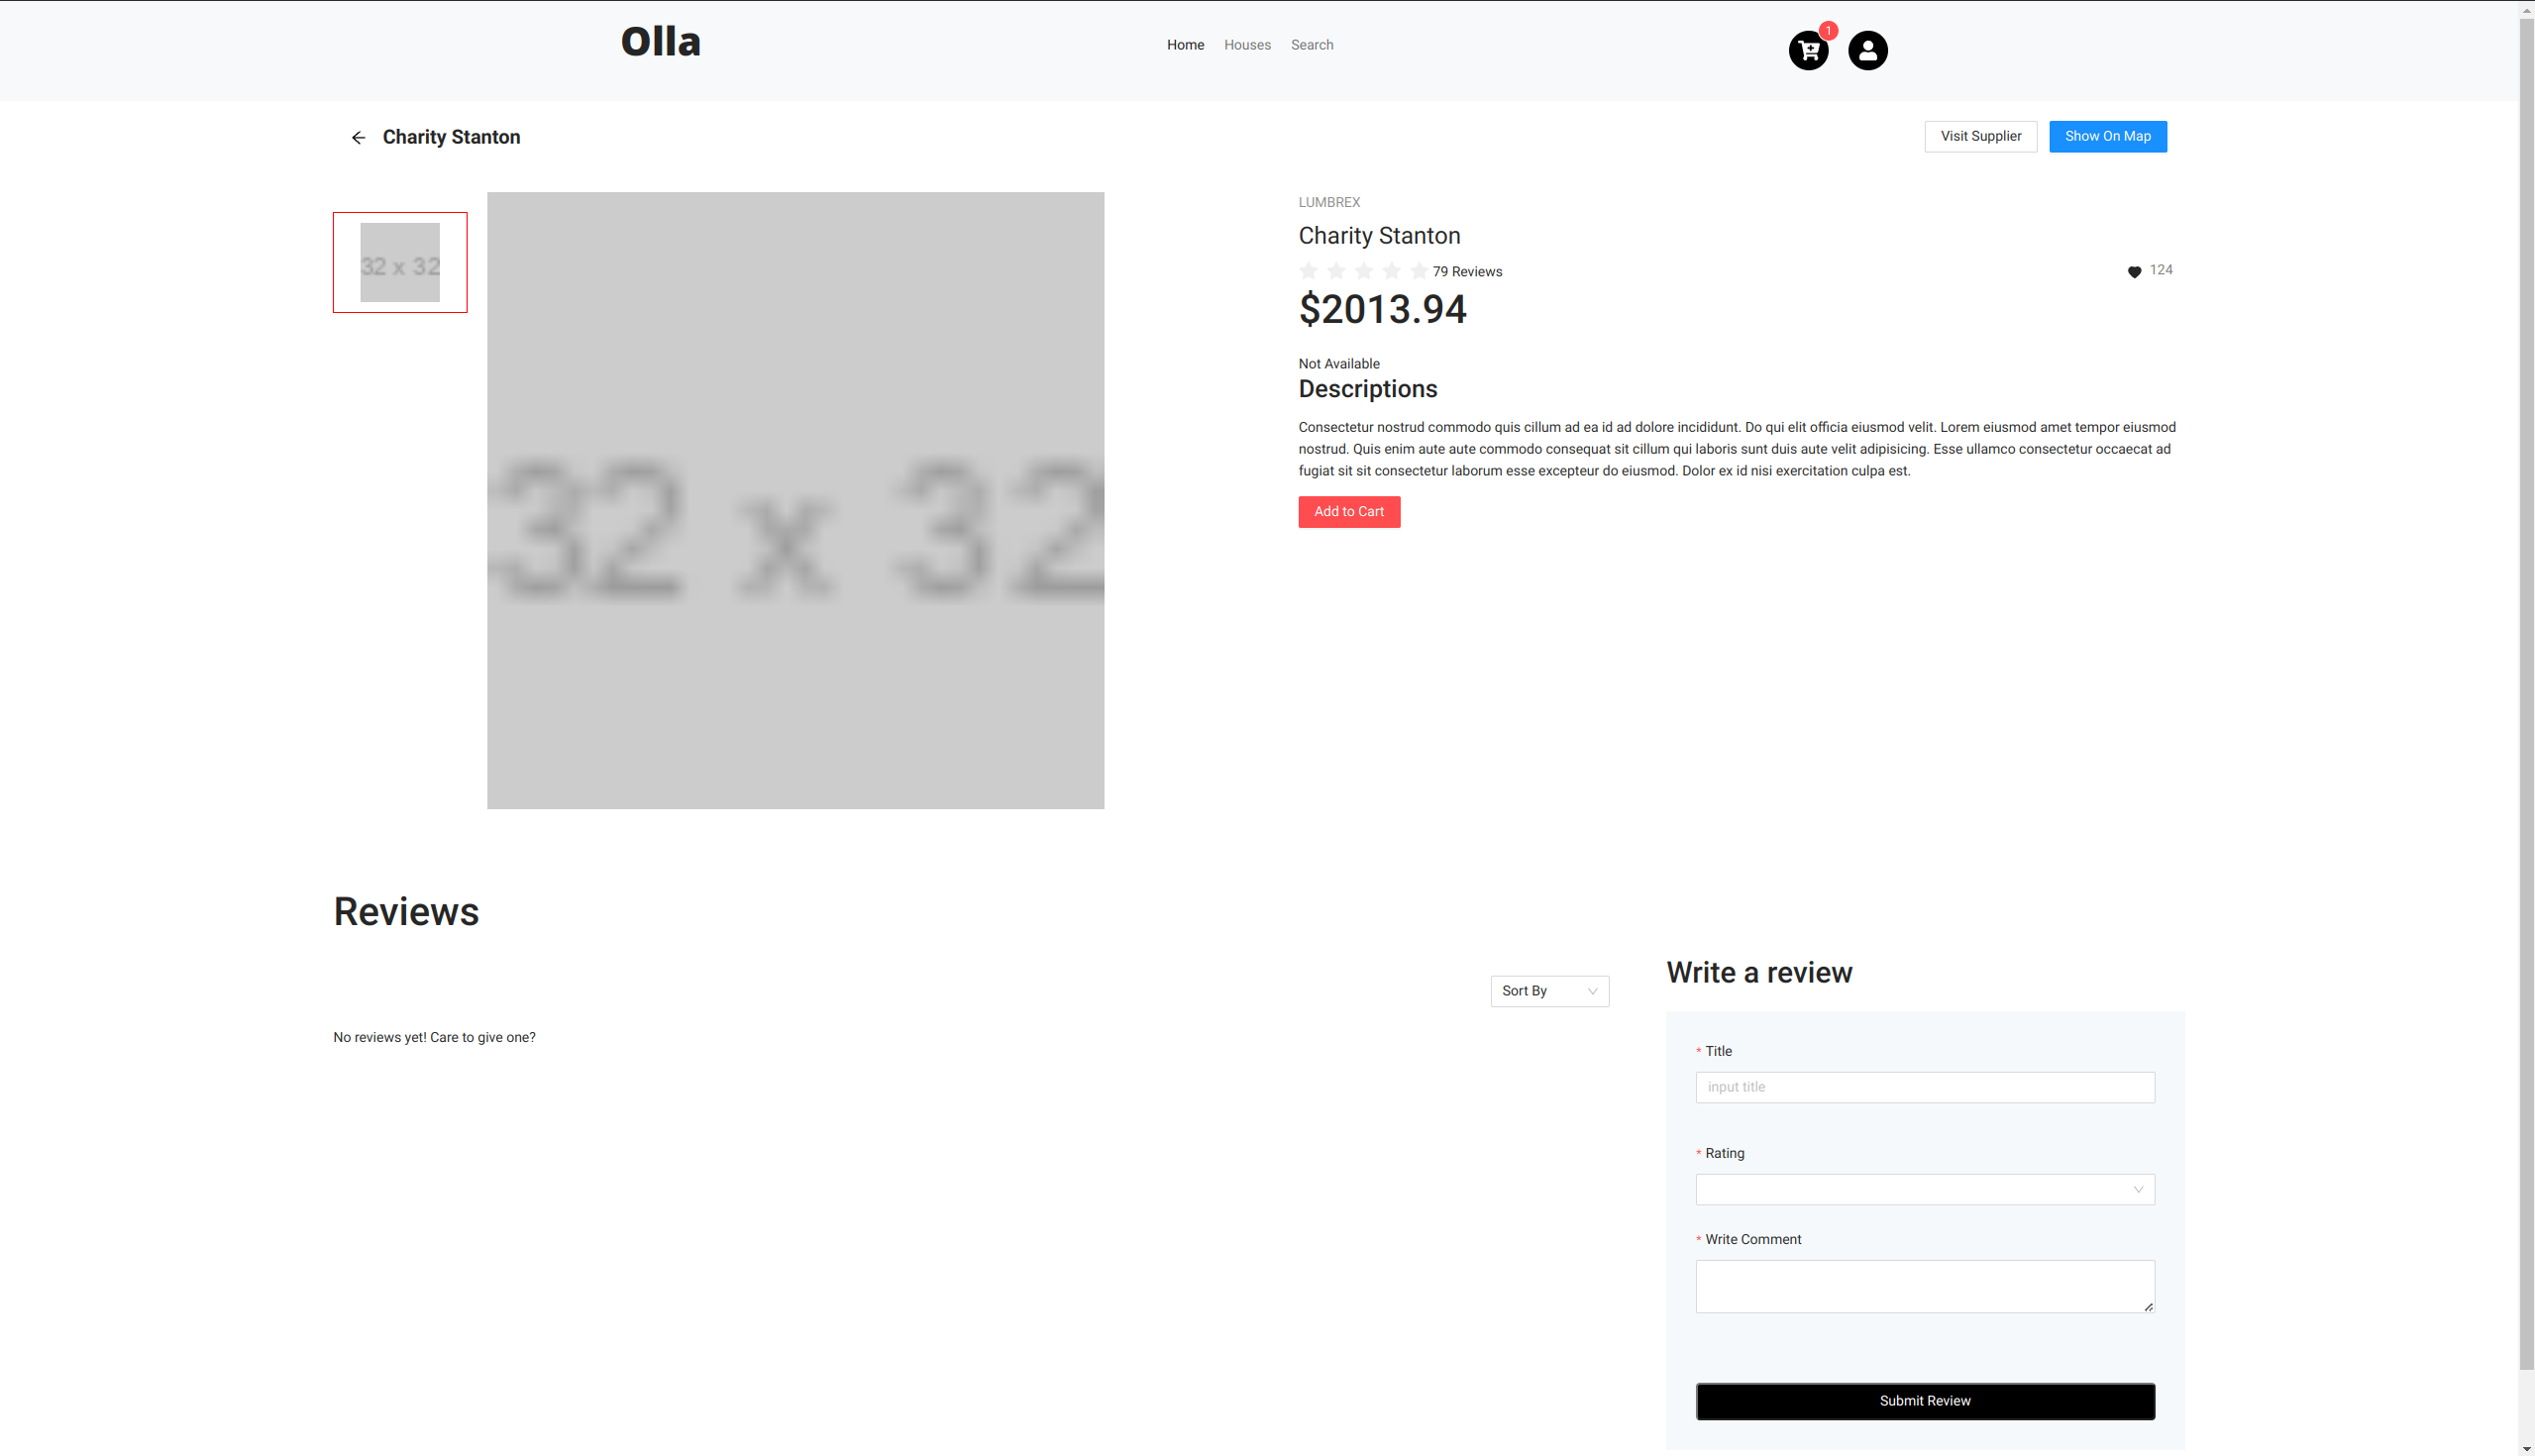 Olla
Home Houses Search
1
Charity Stanton
Visit Supplier Show On Map
32 x 32
32 x 32
LUMBREX
Charity Stanton
79 Reviews
124
$2013.94
Not Available
Descriptions
Consectetur nostrud commodo quis cillum ad ea id ad dolore incididunt. Do qui elit officia eiusmod velit. Lorem eiusmod amet tempor eiusmod
nostrud. Quis enim aute aute commodo consequat sit cillum qui laboris sunt duis aute velit adipisicing. Esse ullamco consectetur occaecat ad
fugiat sit sit consectetur laborum esse excepteur do eiusmod. Dolor ex id nisi exercitation culpa est.
Add to Cart
Reviews
Sort By
No reviews yet! Care to give one?
Write a review
* Title
input title
* Rating
* Write Comment
Submit Review